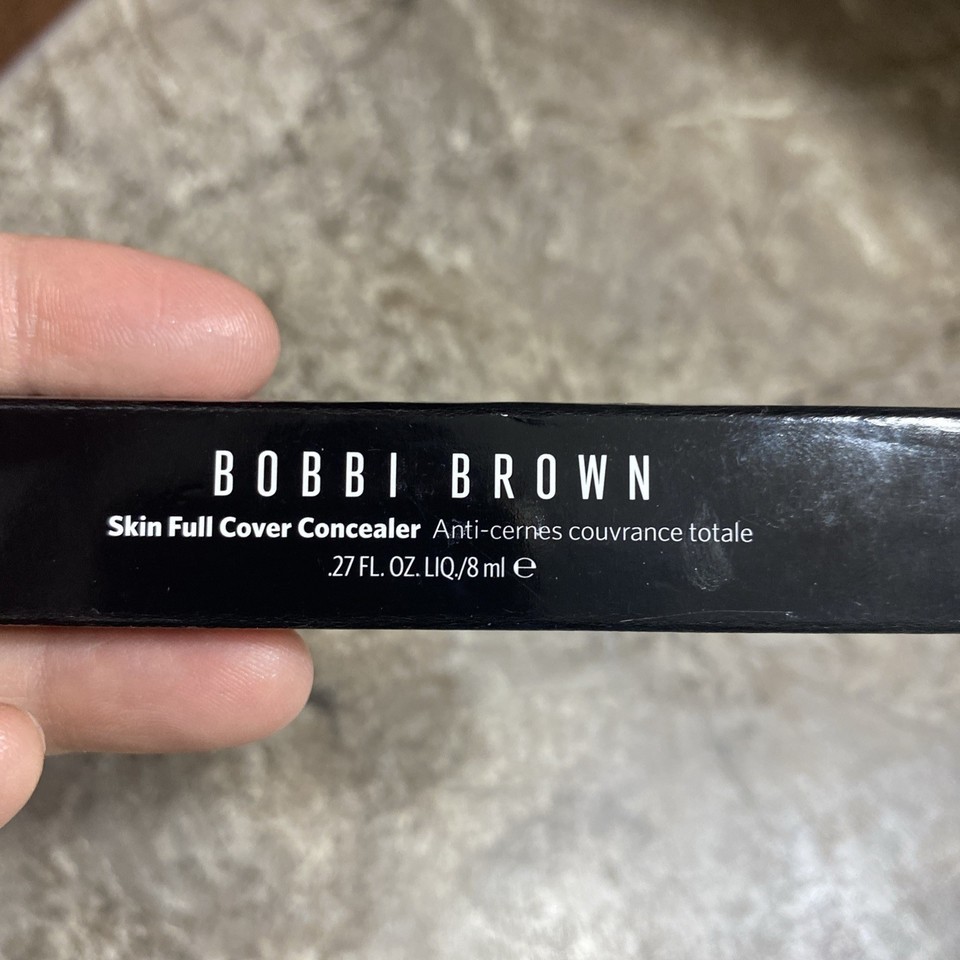 BOBBI BROWN
Skin Full Cover Concealer Anti-cernes couvrance totale
.27 FL. OZ. LIQ./8 ml ℮